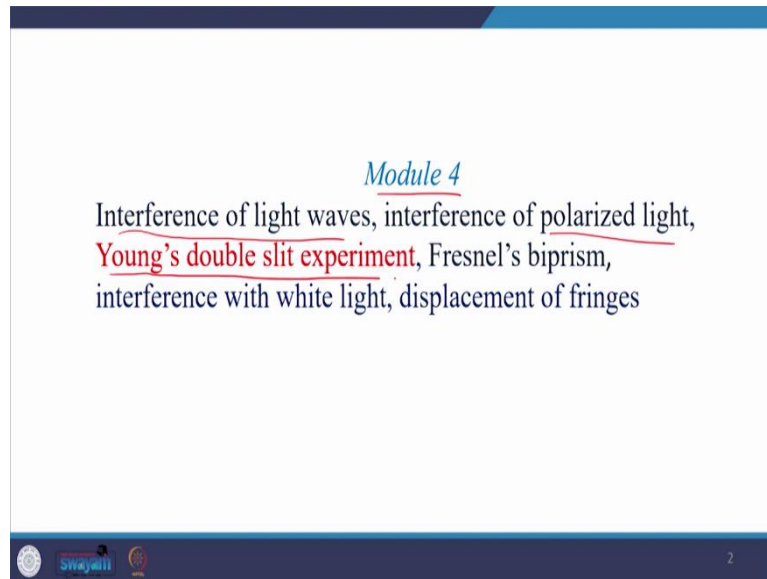 Module 4
Interference of light waves, interference of polarized light,
Young's double slit experiment, Fresnel's biprism,
interference with white light, displacement of fringes
swayam
2